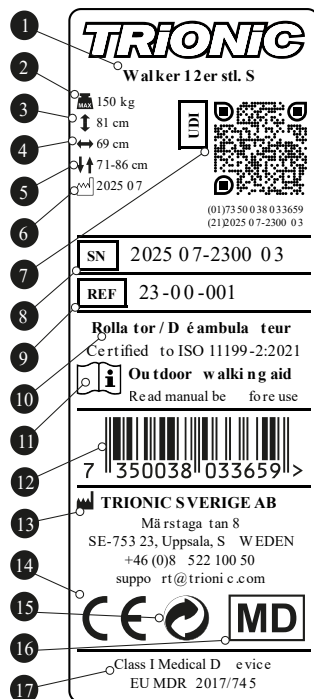 1
TRIONIC
Walker 12er stl. S
2
MAX 150 kg
3
81 cm
4
69 cm
5
71-86 cm
6
2025 07
UDI
(01)7350038033659
(21)202507-2300 03
7
8
SN 2025 07-2300 03
9
REF 23-00-001
10
Rollator/Déambulateur
Certified to ISO 11199-2:2021
11
i Outdoor walking aid
Read manual before use
12
7 350038 033659 >
13
TRIONIC SVERIGE AB
Märstagatan 8
SE-753 23, Uppsala, SWEDEN
+46 (0)8 522 100 50
support@trionic.com
14
CE
15
MD
16
17
Class I Medical Device
EU MDR 2017/745